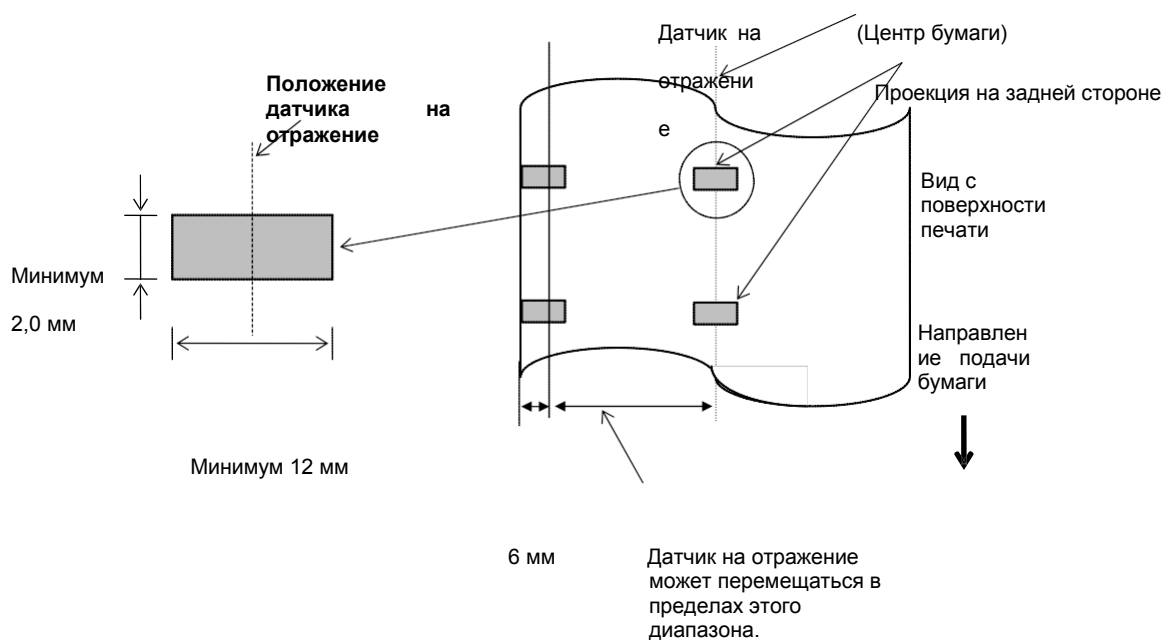 Датчик на
отражени
е
(Центр бумаги)
Проекция на задней стороне
Положение
датчика на
отражение
Вид с
поверхности
печати
Минимум
2,0 мм
Направлен
ие подачи
бумаги
Минимум 12 мм
6 мм
Датчик на отражение
может перемещаться в
пределах этого
диапазона.